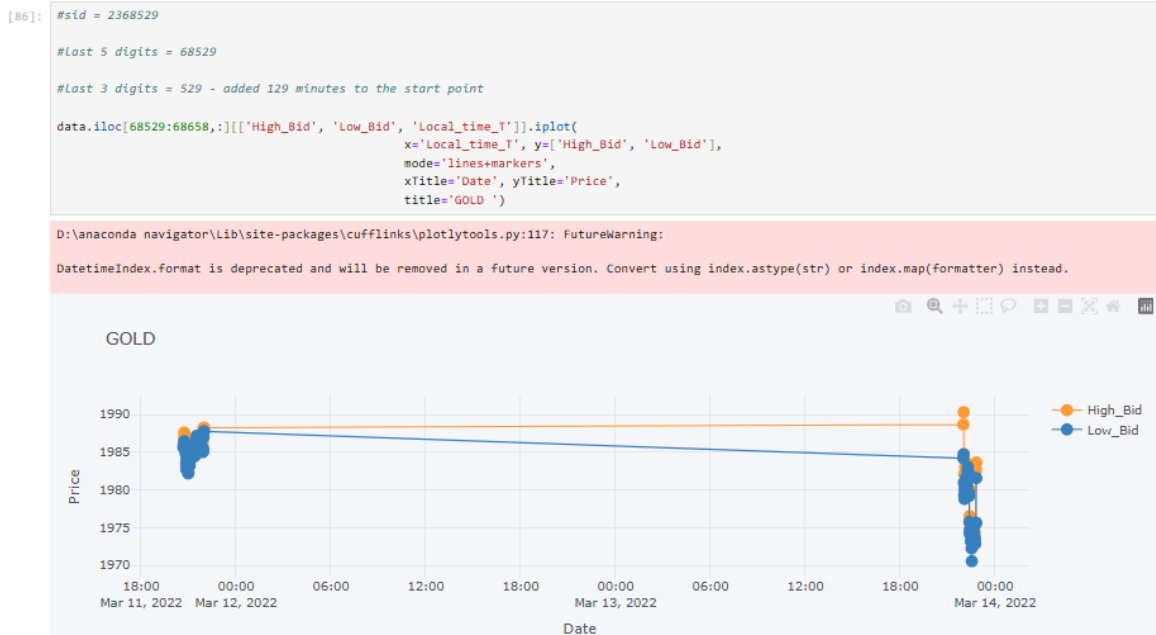 [86]: #sid = 2368529
#Last 5 digits = 68529
#Last 3 digits = 529 - added 129 minutes to the start point
data.iloc[68529:68658,:][['High_Bid', 'Low_Bid', 'Local_time_T']].iplot(
x='Local_time_T', y=['High_Bid', 'Low_Bid'],
mode='lines+markers',
xTitle='Date', yTitle='Price',
title='GOLD ')
D:\anaconda navigator\Lib\site-packages\cufflinks\plotlytools.py:117: FutureWarning:
DatetimeIndex.format is deprecated and will be removed in a future version. Convert using index.astype(str) or index.map(formatter) instead.
GOLD
High_Bid
Low_Bid
1990
1985
1980
1975
1970
Price
18:00 00:00 06:00 12:00 18:00 00:00 06:00 12:00 18:00 00:00
Mar 11, 2022 Mar 12, 2022 Mar 13, 2022 Mar 14, 2022
Date